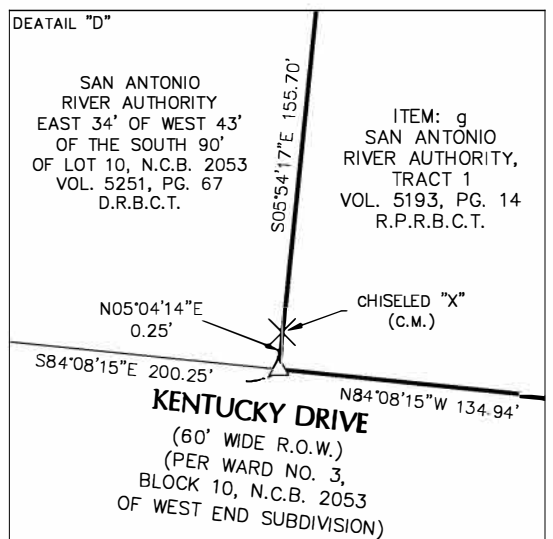 DEATAIL "D"
SAN ANTONIO
RIVER AUTHORITY
EAST 34' OF WEST 43'
OF THE SOUTH 90'
OF LOT 10, N.C.B. 2053
VOL. 5251, PG. 67
D.R.B.C.T.
S05°54'17"E 155.70'
ITEM: g
SAN ANTONIO
RIVER AUTHORITY,
TRACT 1
VOL. 5193, PG. 14
R.P.R.B.C.T.
N05°04'14"E
0.25'
CHISELED "X"
(C.M.)
S84°08'15"E 200.25'
N84°08'15"W 134.94'
KENTUCKY DRIVE
(60' WIDE R.O.W.)
(PER WARD NO. 3,
BLOCK 10, N.C.B. 2053
OF WEST END SUBDIVISION)